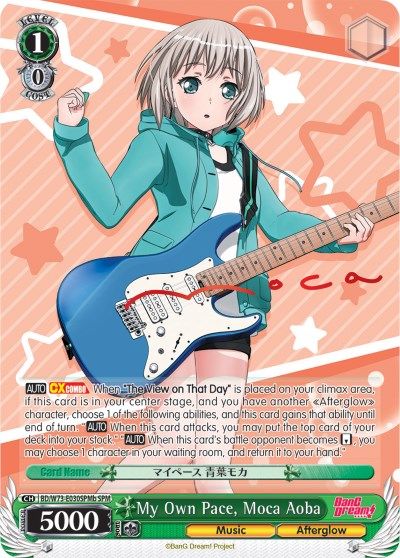 LEVEL
1
0
COST
Moca
AUTO CX COMBO When "The View on That Day" is placed on your climax area,
if this card is in your center stage, and you have another «Afterglow»
character, choose 1 of the following abilities, and this card gains that ability until
end of turn. "AUTO When this card attacks, you may put the top card of your
deck into your stock." "AUTO When this card's battle opponent becomes , you
may choose 1 character in your waiting room, and return it to your hand."
Card Name マイペース 青葉モカ
CH BD/W73-E030SPMb SPM
5000 My Own Pace, Moca Aoba BanG Dream!
Music Afterglow
©BanG Dream! Project